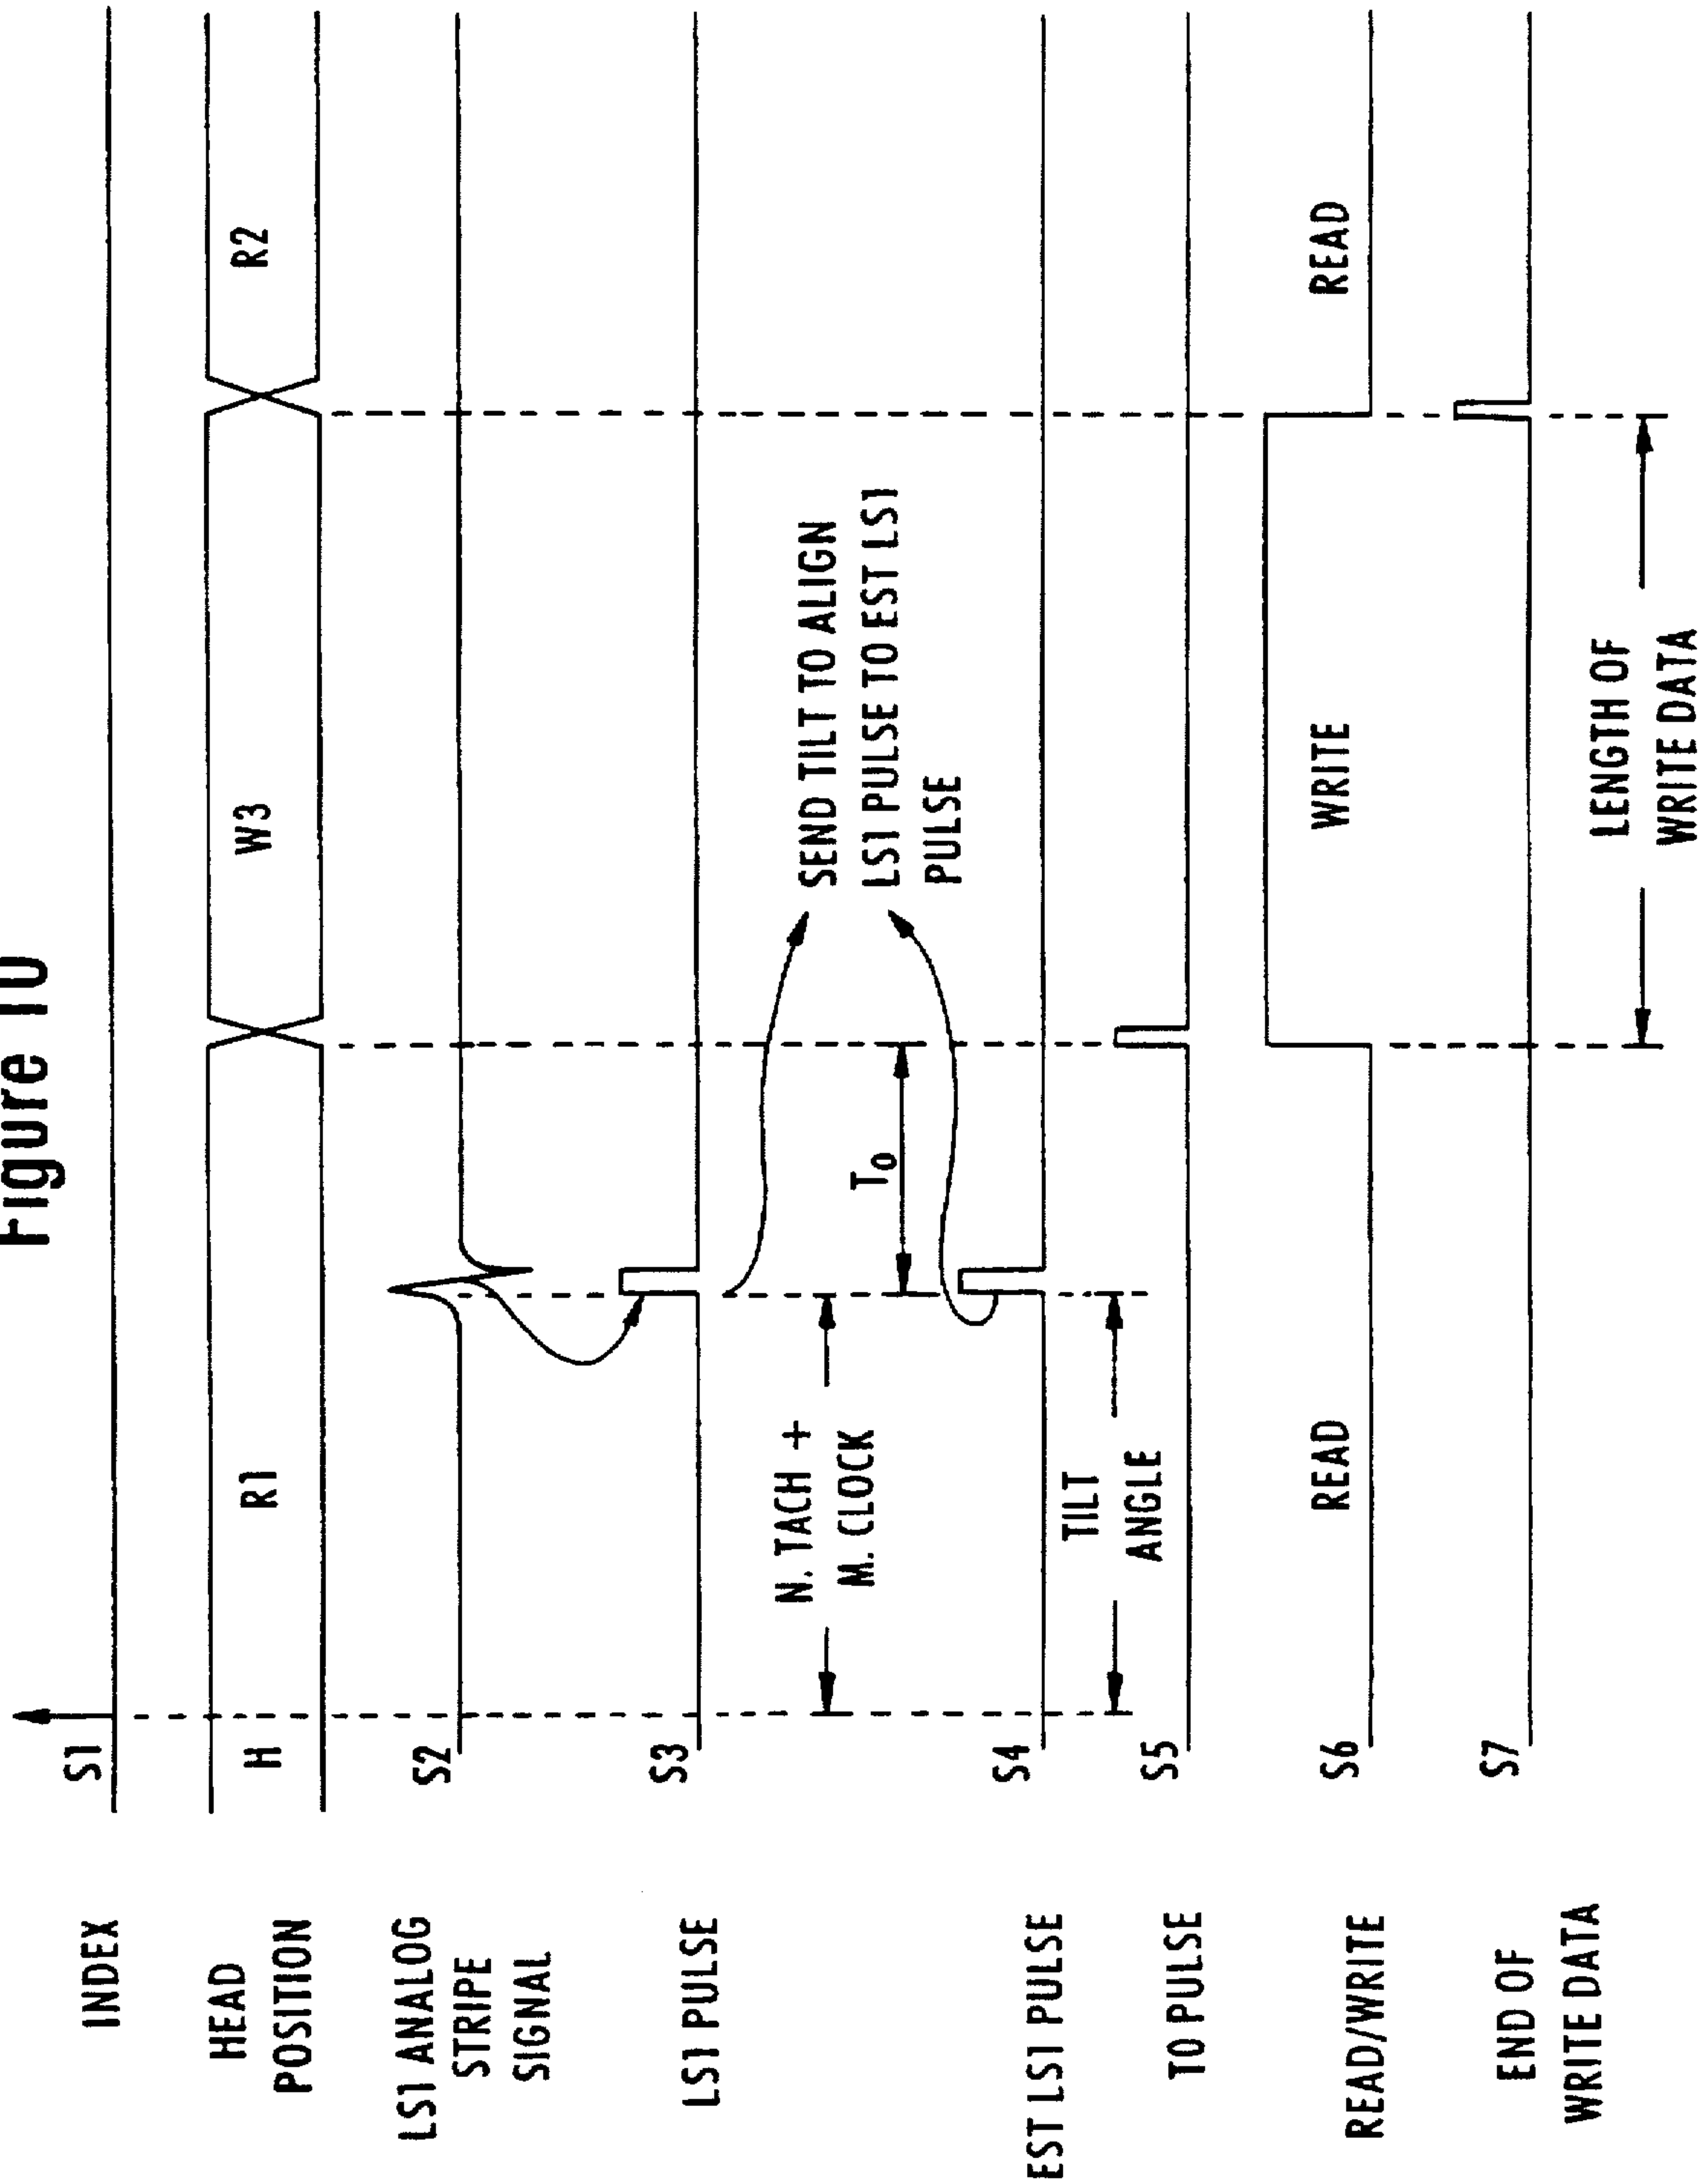 Figure 10
INDEX
S1
HEAD
POSITION
H
R1
W3
R2
LS1 ANALOG
STRIPE
SIGNAL
S2
LS1 PULSE
S3
N. TACH +
M. CLOCK
T0
SEND TILT TO ALIGN
LS1 PULSE TO EST LS1
PULSE
EST LS1 PULSE
S4
TILT
ANGLE
TO PULSE
S5
READ/WRITE
S6
READ
WRITE
READ
END OF
WRITE DATA
S7
LENGTH OF
WRITE DATA